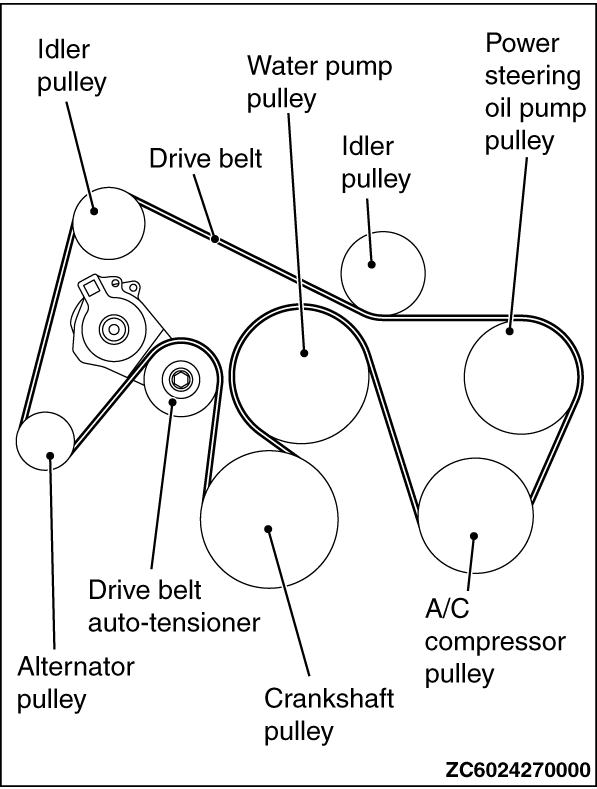 Idler
pulley
Water pump
pulley
Power
steering
oil pump
pulley
Drive belt
Idler
pulley
Drive belt
auto-tensioner
A/C
compressor
pulley
Alternator
pulley
Crankshaft
pulley
ZC6024270000